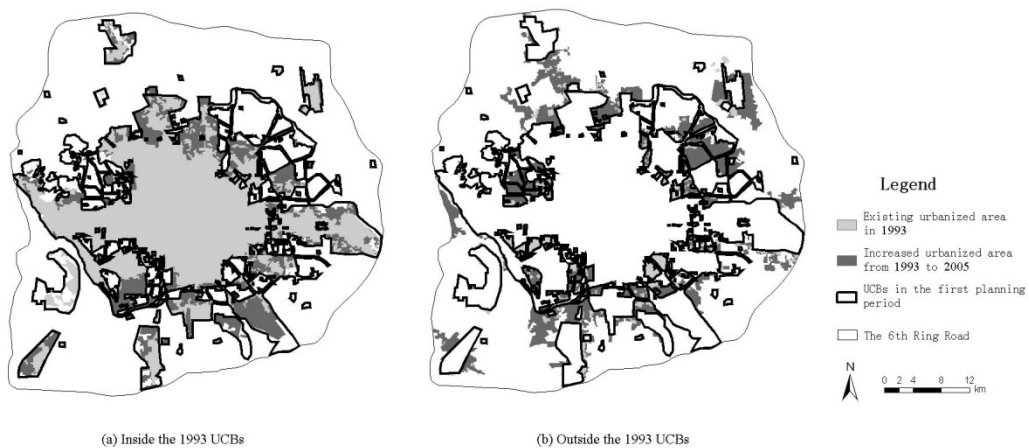 Legend
Existing urbanized area
in 1993
Increased urbanized area
from 1993 to 2005
UCBs in the first planning
period
The 6th Ring Road
N
0 2 4 8 12
km
(a) Inside the 1993 UCBs
(b) Outside the 1993 UCBs